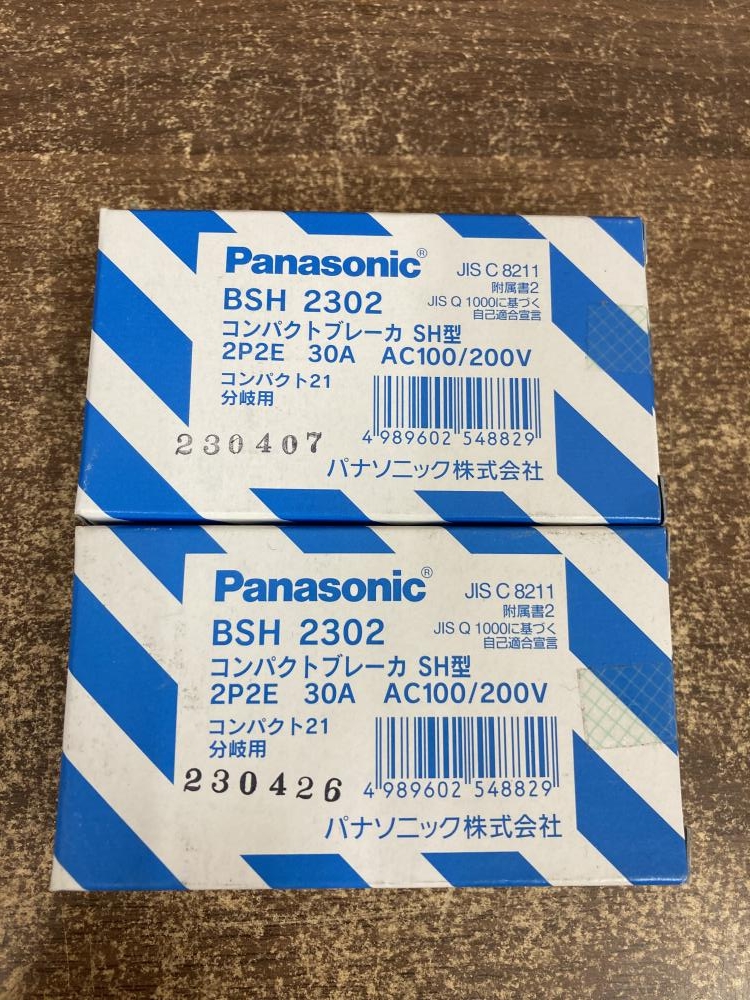 Panasonic®
JIS C 8211
附属書2
BSH 2302
JIS Q 1000に基づく
自己適合宣言
コンパクトブレーカ SH型
2P2E 30A AC100/200V
コンパクト21
分岐用
230407
4 989602 548829
パナソニック株式会社
Panasonic®
JIS C 8211
附属書2
BSH 2302
JIS Q 1000に基づく
自己適合宣言
コンパクトブレーカ SH型
2P2E 30A AC100/200V
コンパクト21
分岐用
230426
4 989602 548829
パナソニック株式会社